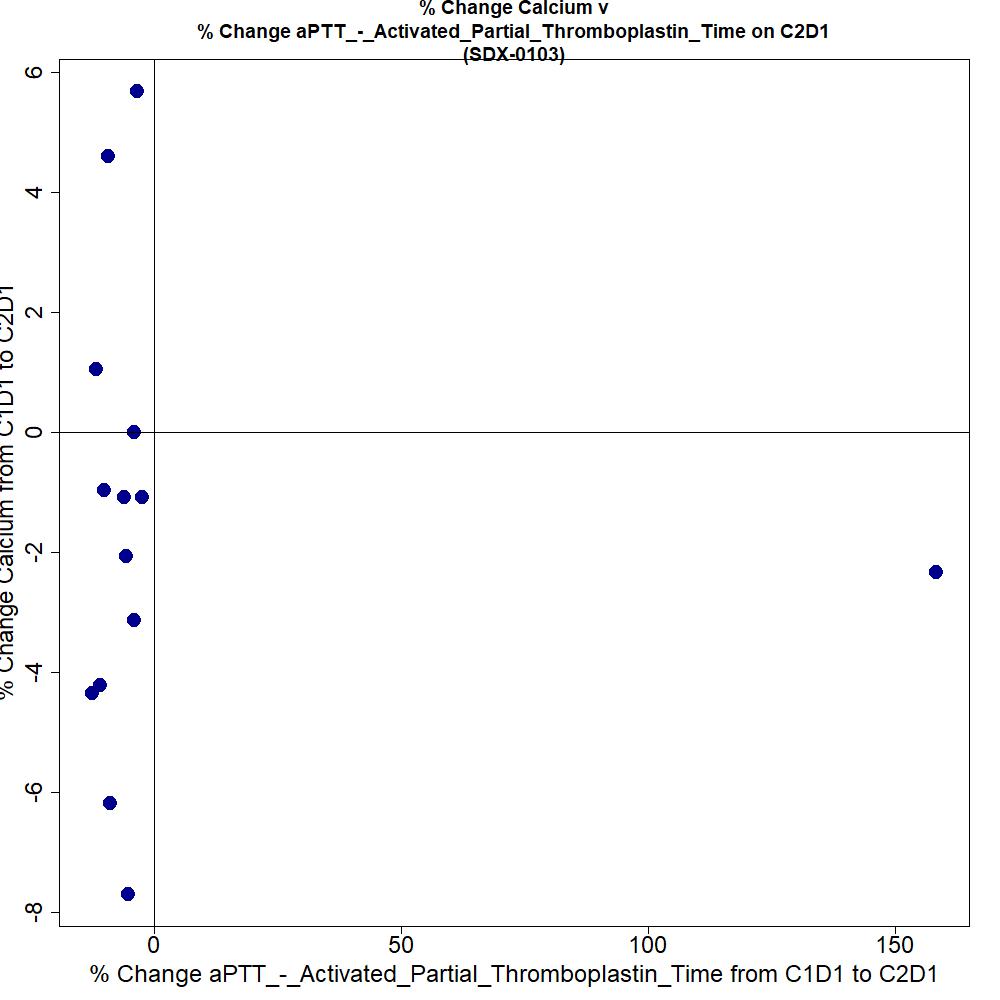 % Change Calcium v
% Change aPTT_-_Activated_Partial_Thromboplastin_Time on C2D1
(SDX-0103)
% Change Calcium from C1D1 to C2D1
6
4
2
0
-2
-4
-6
-8
0
50
100
150
% Change aPTT_-_Activated_Partial_Thromboplastin_Time from C1D1 to C2D1